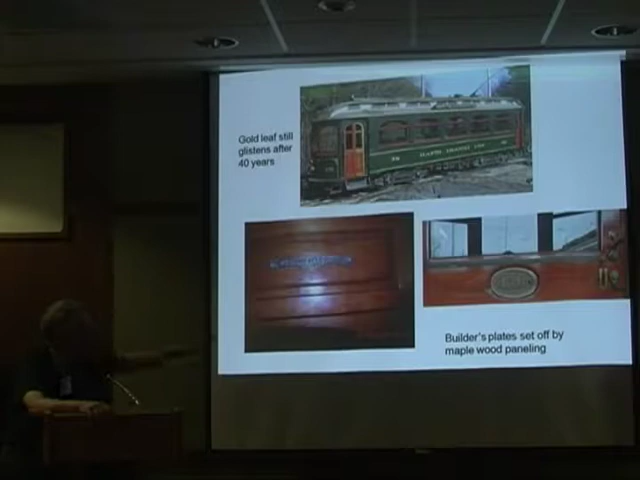 Gold leaf still
glistens after
40 years
Builder's plates set off by
maple wood paneling